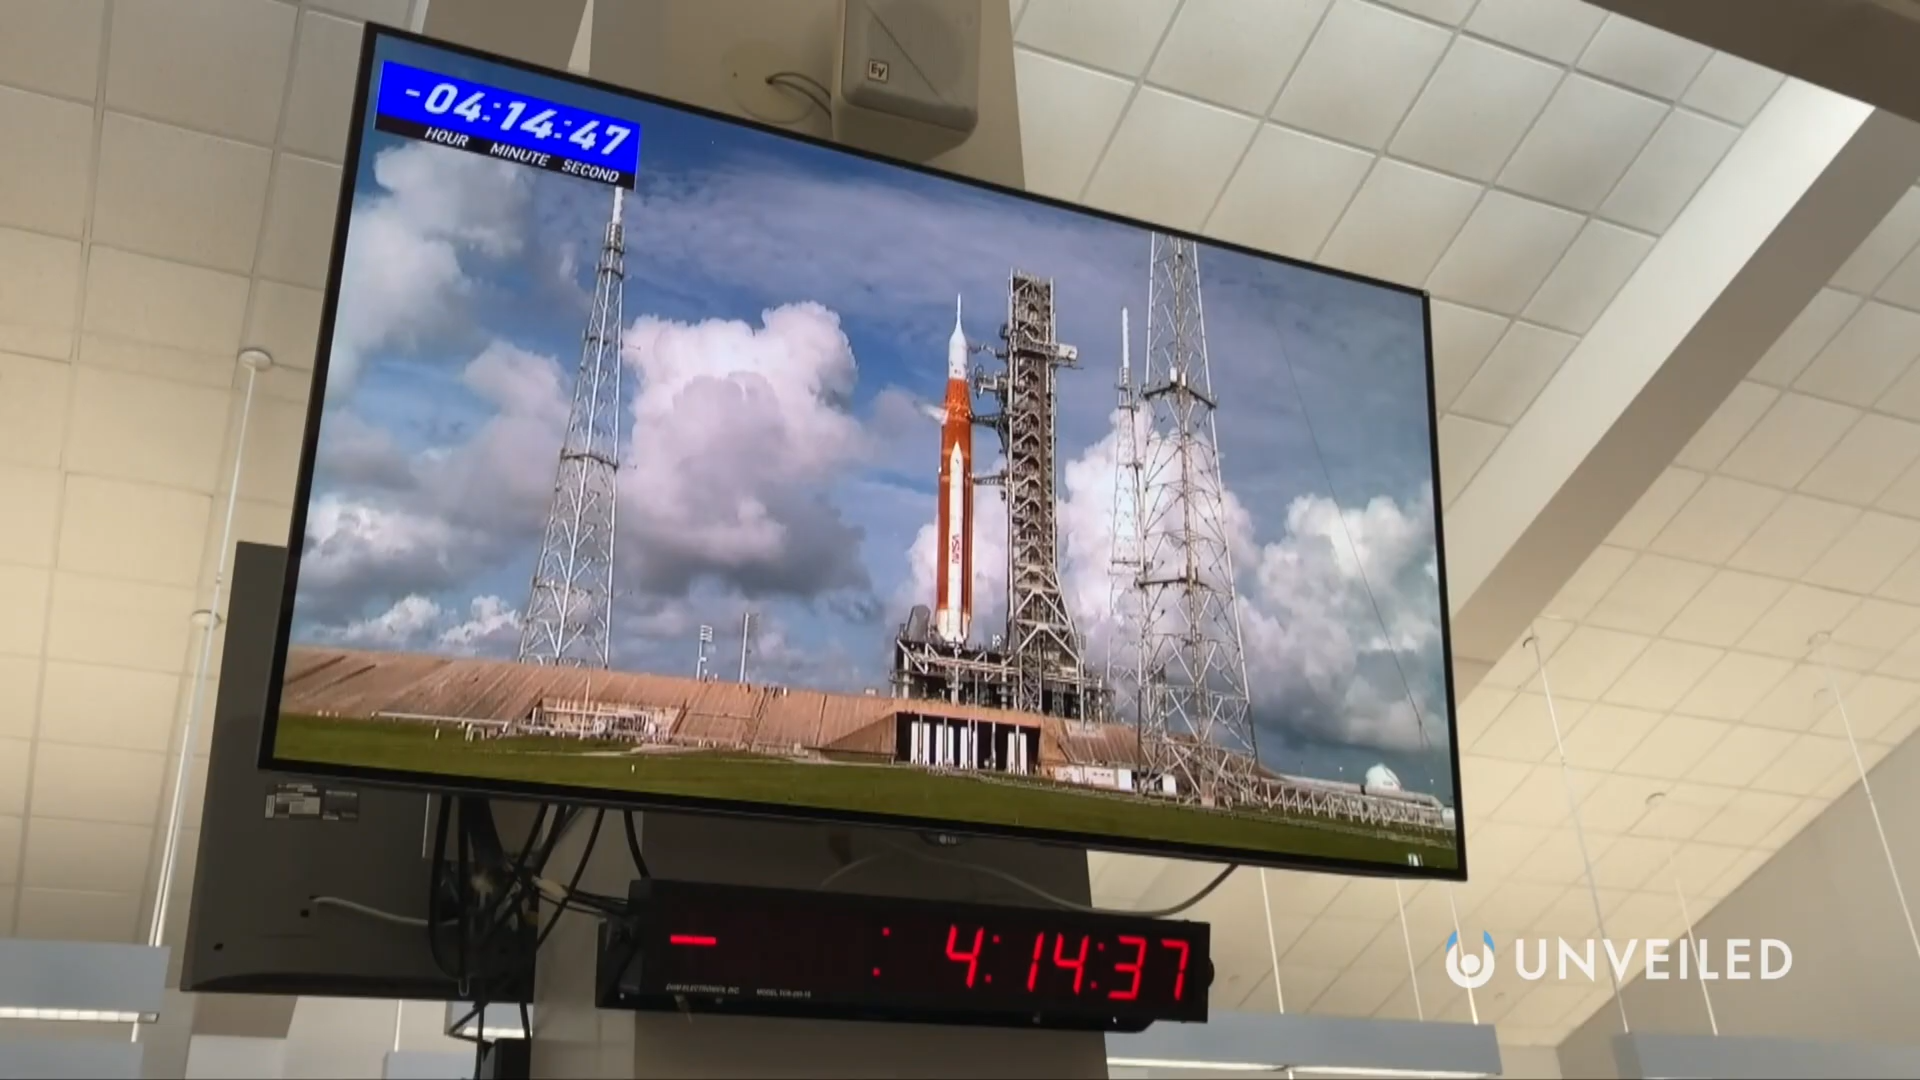 -04:14:47
HOUR MINUTE SECOND
EV
NASA
LG
- : 4:14:37
UNVEILED